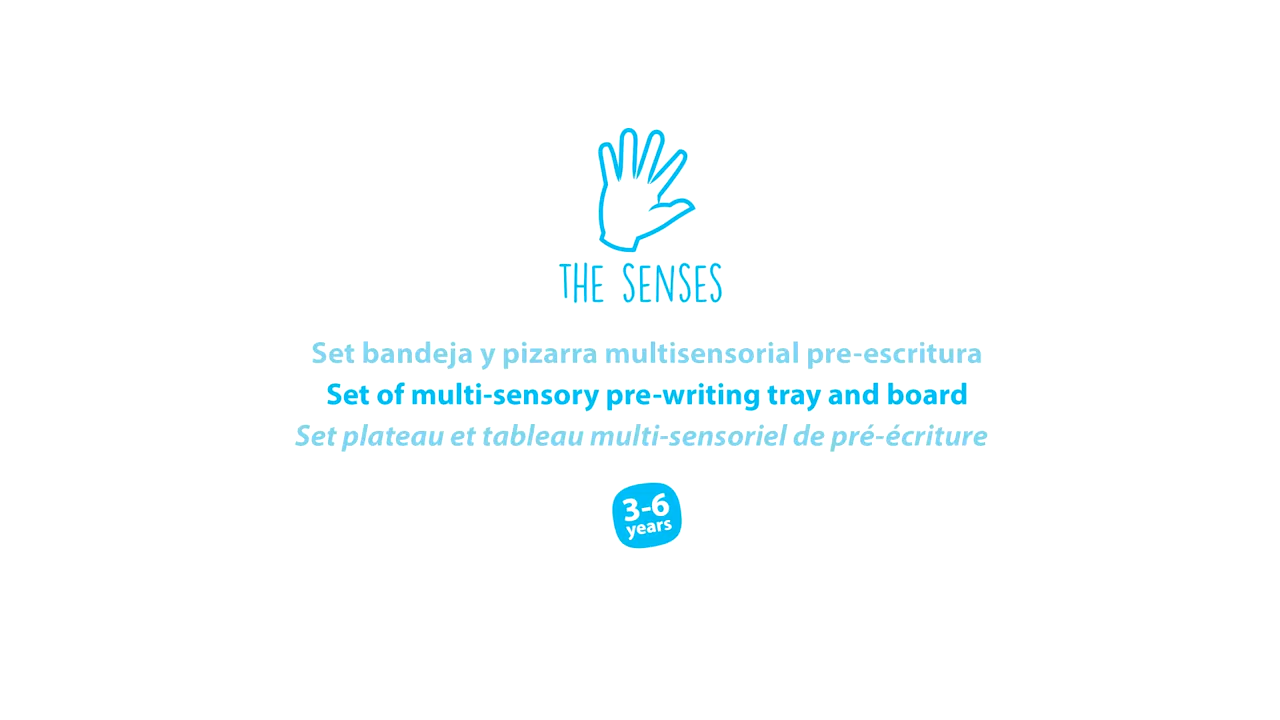 THE SENSES
Set bandeja y pizarra multisensorial pre-escritura
Set of multi-sensory pre-writing tray and board
Set plateau et tableau multi-sensoriel de pré-écriture
3-6
years